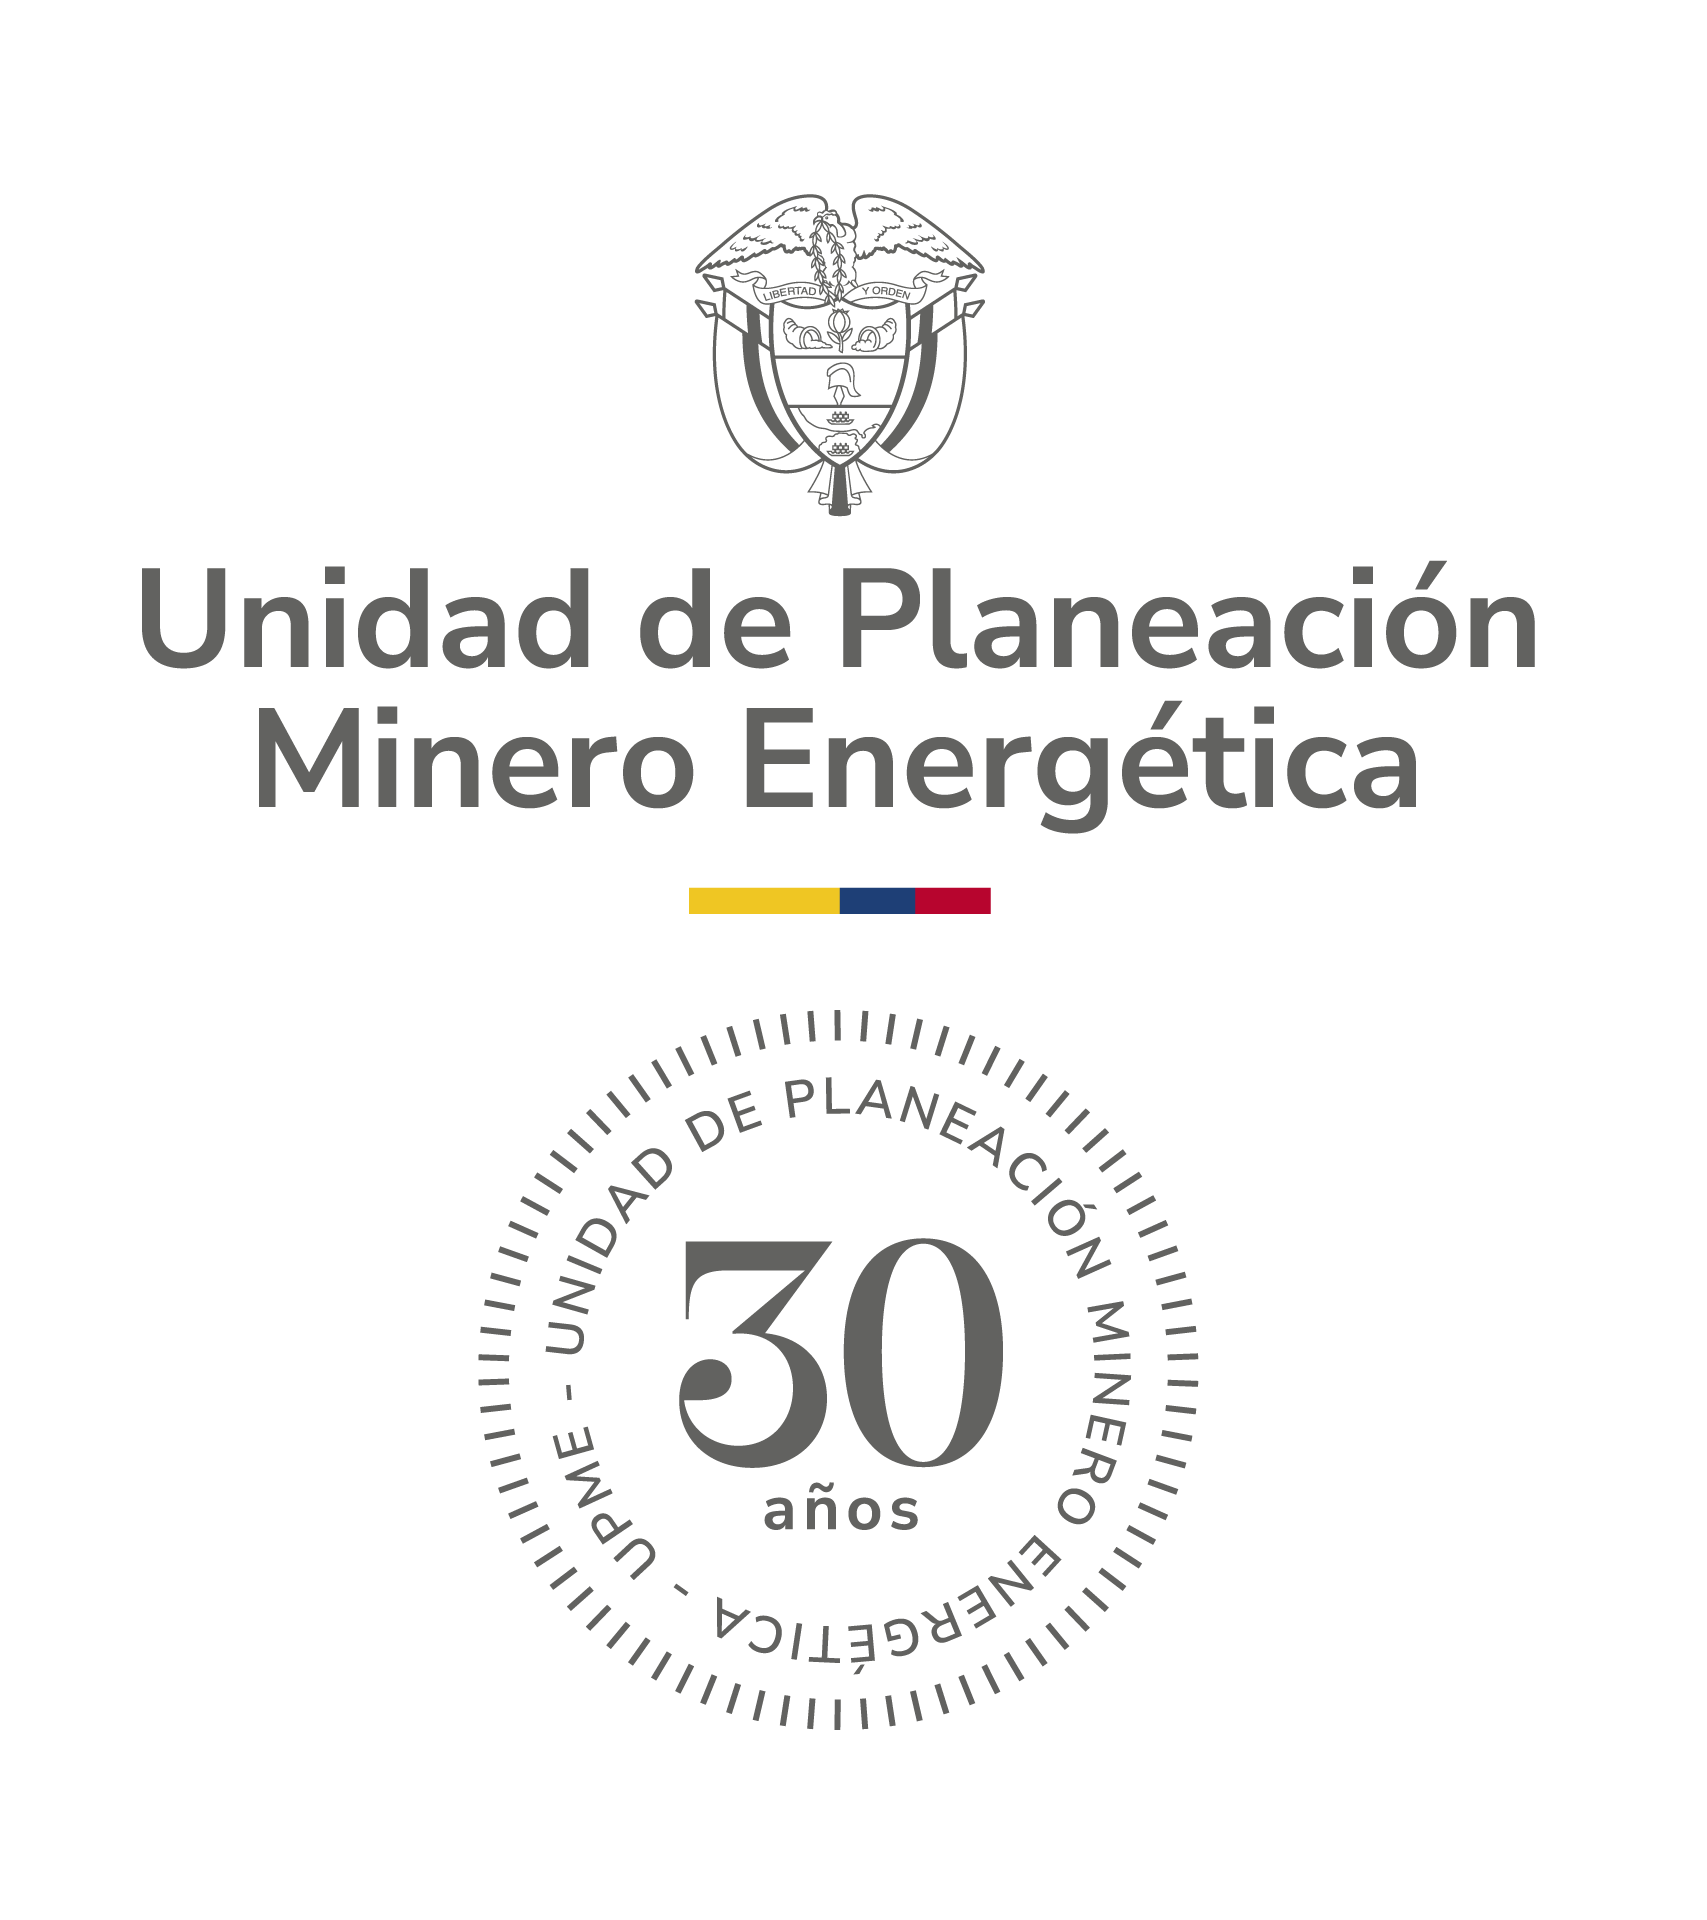 LIBERTAD Y ORDEN
Unidad de Planeación
Minero Energética
UNIDAD DE PLANEACIÓN MINERO ENERGÉTICA - UPME -
30
años